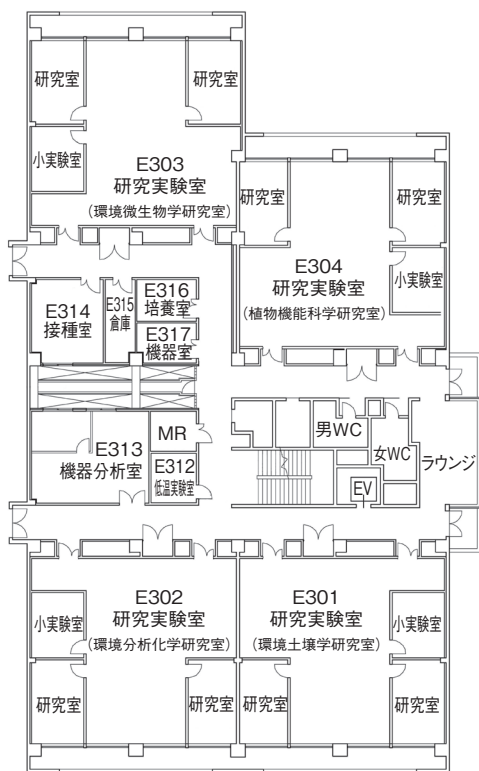 研究室
研究室
小実験室
E303
研究実験室
(環境微生物学研究室)
研究室
研究室
E304
研究実験室
(植物機能科学研究室)
小実験室
E314
接種室
E315
倉庫
E316
培養室
E317
機器室
E313
機器分析室
MR
E312
低温実験室
男WC
女WC
EV
ラウンジ
E302
研究実験室
(環境分析化学研究室)
小実験室
研究室
研究室
E301
研究実験室
(環境土壌学研究室)
小実験室
研究室
研究室